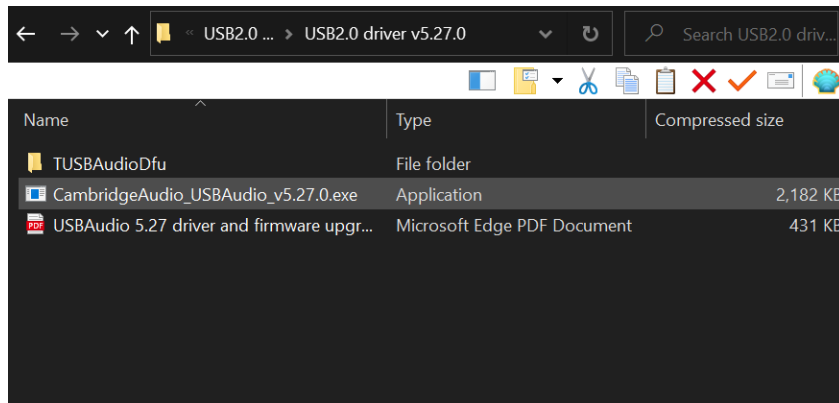 « USB2.0 ... > USB2.0 driver v5.27.0 Search USB2.0 driv...
Name Type Compressed size
TUSBAudioDfu File folder
CambridgeAudio_USBAudio_v5.27.0.exe Application 2,182 KB
PDF USBAudio 5.27 driver and firmware upgr... Microsoft Edge PDF Document 431 KB